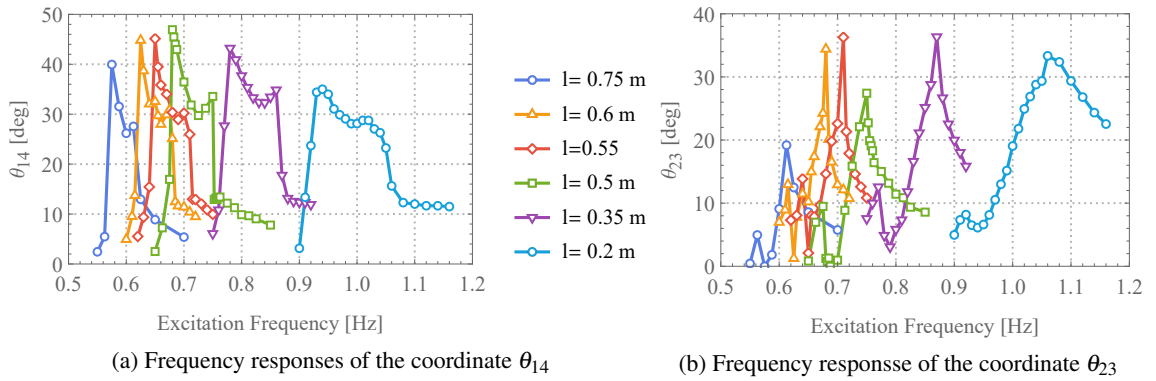 50
40
30
20
10
0
θ14 [deg]
0.5 0.6 0.7 0.8 0.9 1.0 1.1 1.2
Excitation Frequency [Hz]
(a) Frequency responses of the coordinate θ14
l= 0.75 m
l= 0.6 m
l= 0.55
l= 0.5 m
l= 0.35 m
l= 0.2 m
40
30
20
10
0
θ23 [deg]
0.5 0.6 0.7 0.8 0.9 1.0 1.1 1.2
Excitation Frequency [Hz]
(b) Frequency responsse of the coordinate θ23